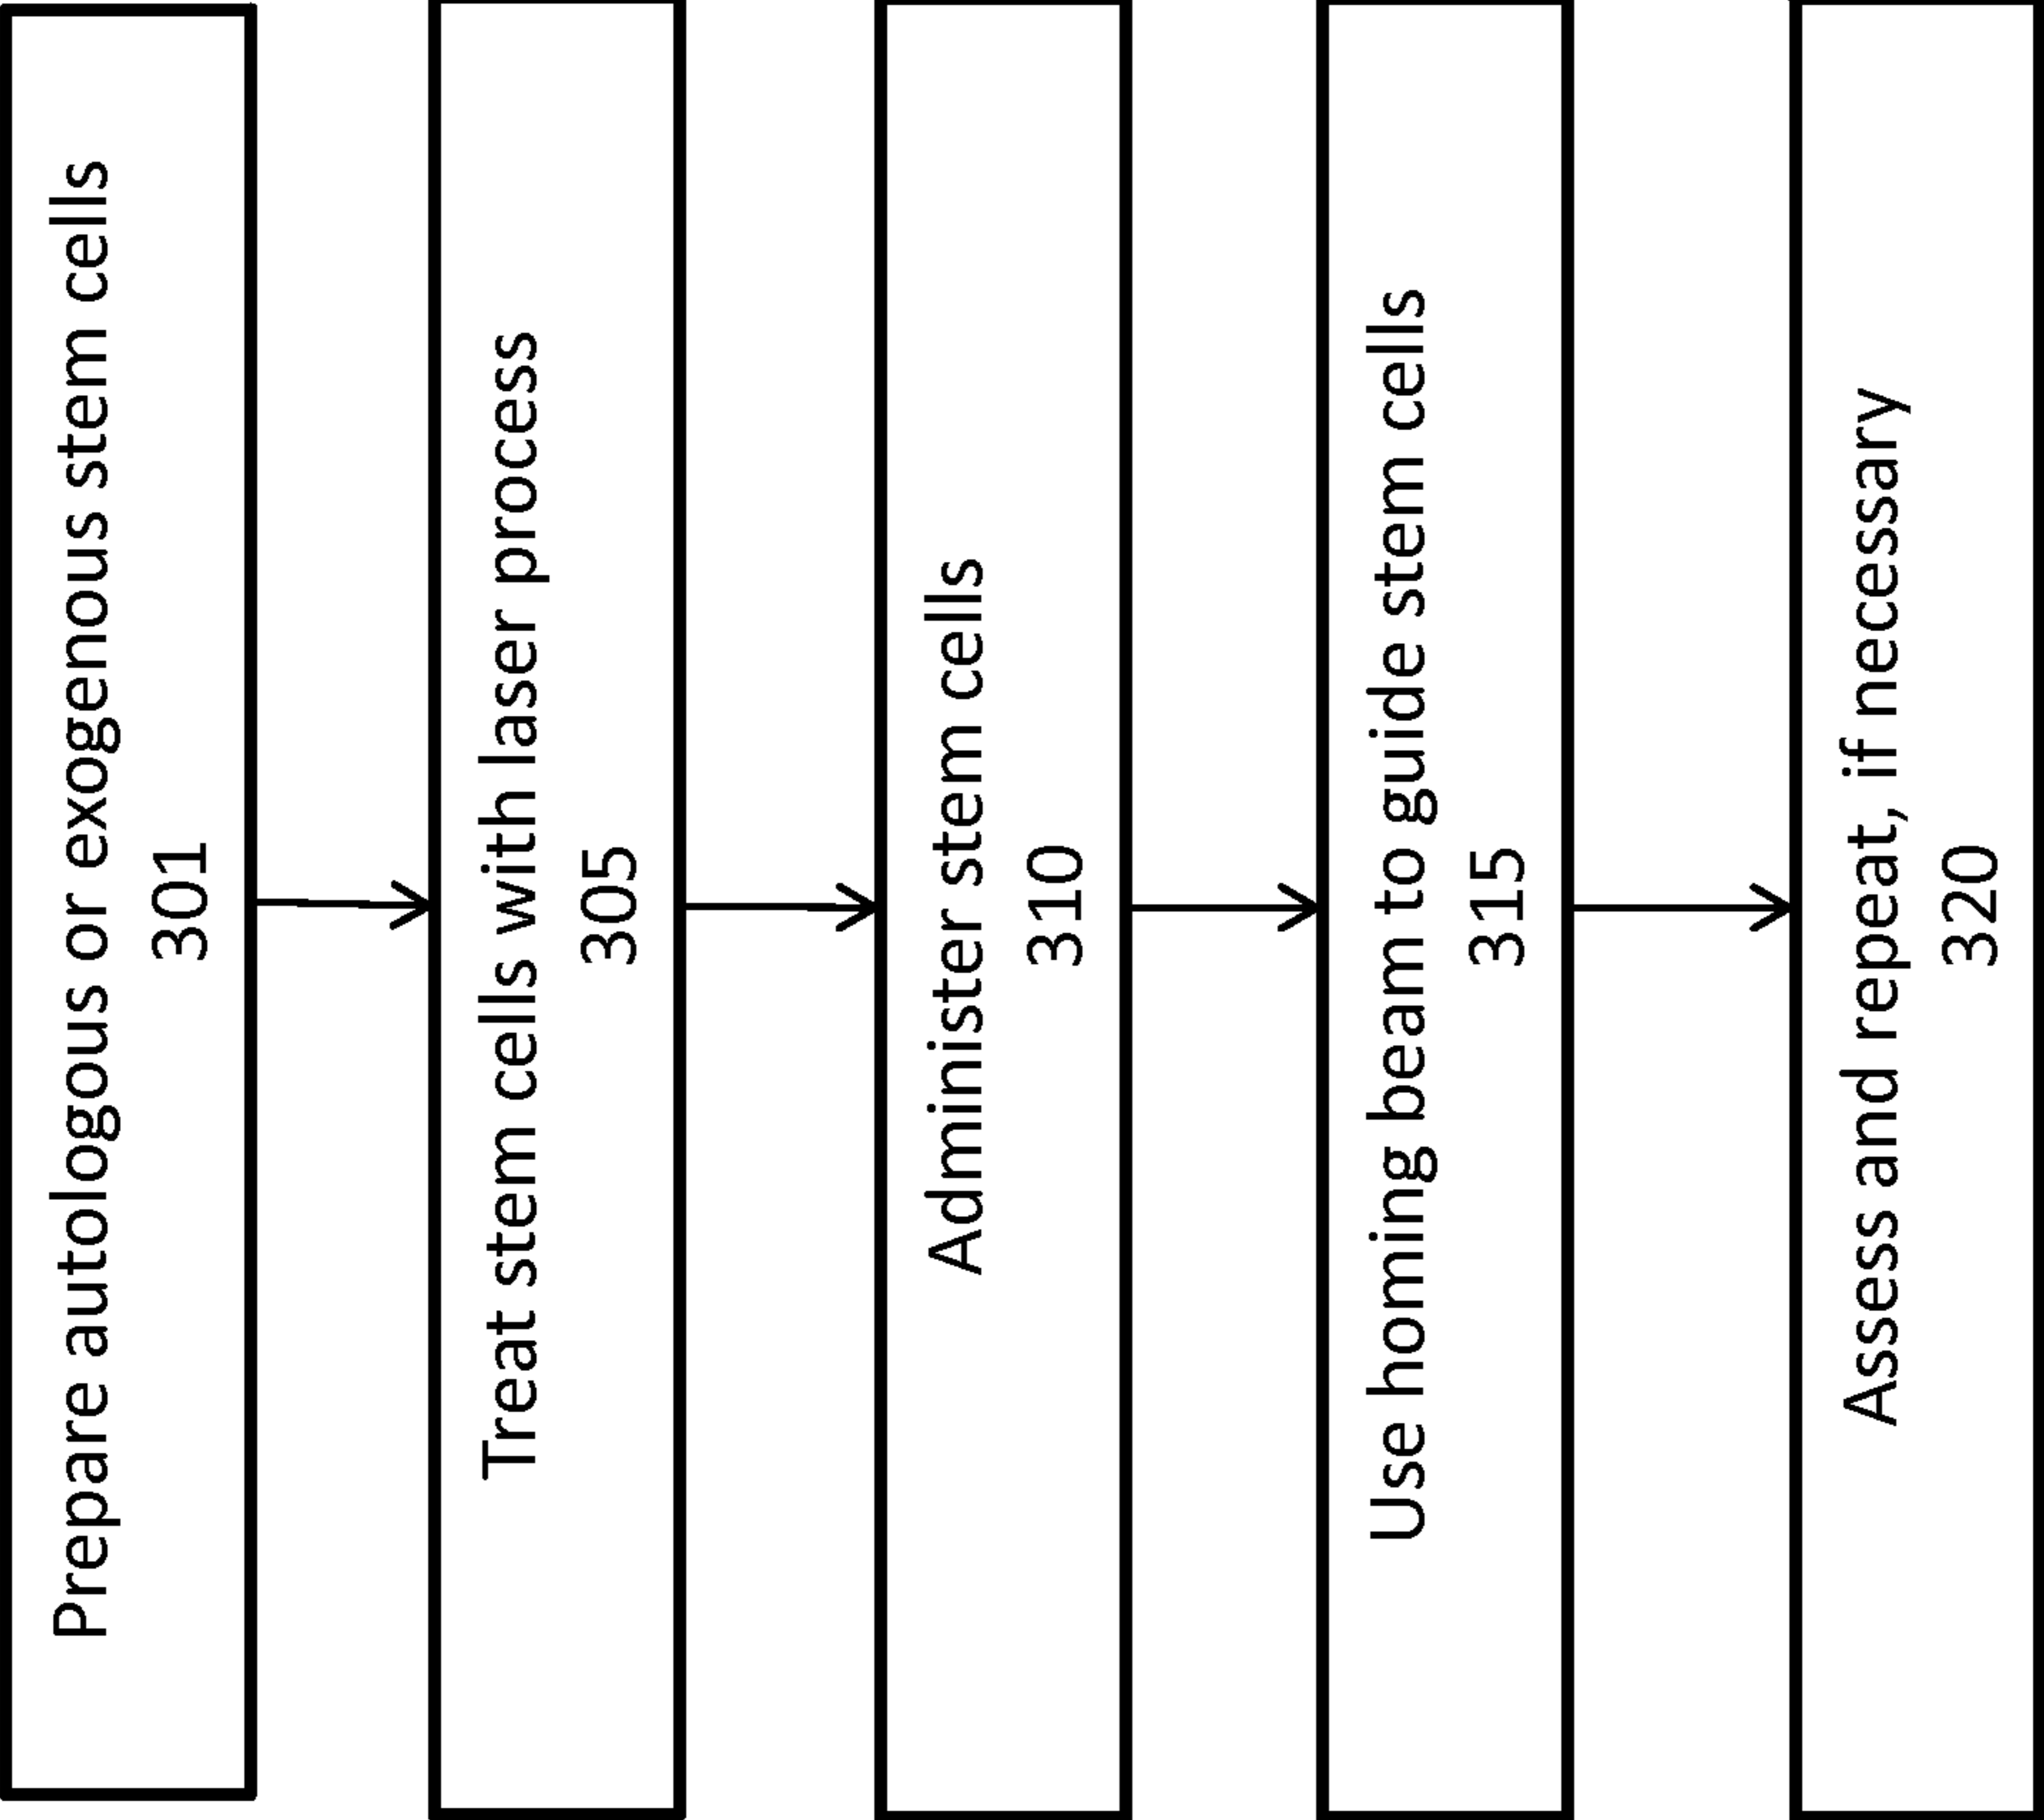 Prepare autologous or exogenous stem cells
301
Treat stem cells with laser process
305
Administer stem cells
310
Use homing beam to guide stem cells
315
Assess and repeat, if necessary
320